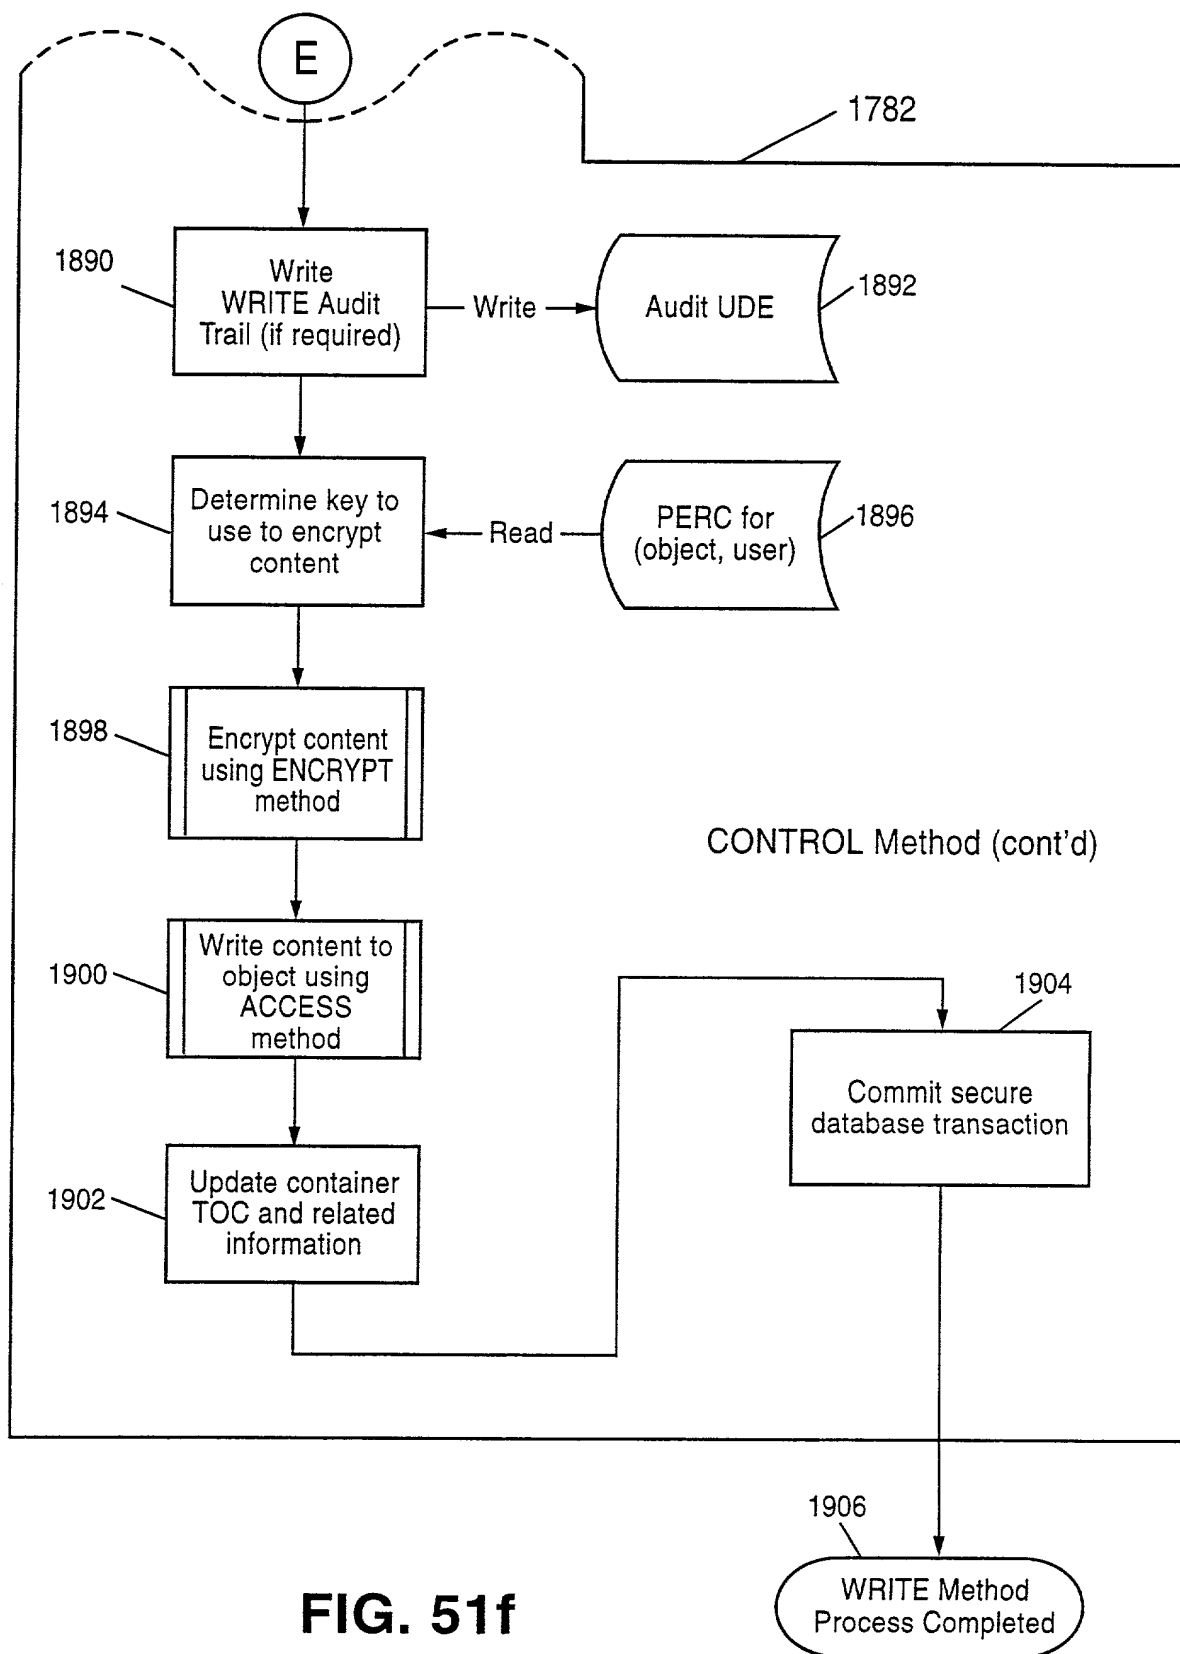 E
1782
1890
Write
WRITE Audit
Trail (if required)
Write
Audit UDE
1892
1894
Determine key to
use to encrypt
content
Read
PERC for
(object, user)
1896
1898
Encrypt content
using ENCRYPT
method
CONTROL Method (cont'd)
1900
Write content to
object using
ACCESS
method
1904
Commit secure
database transaction
1902
Update container
TOC and related
information
1906
WRITE Method
Process Completed
FIG. 51f